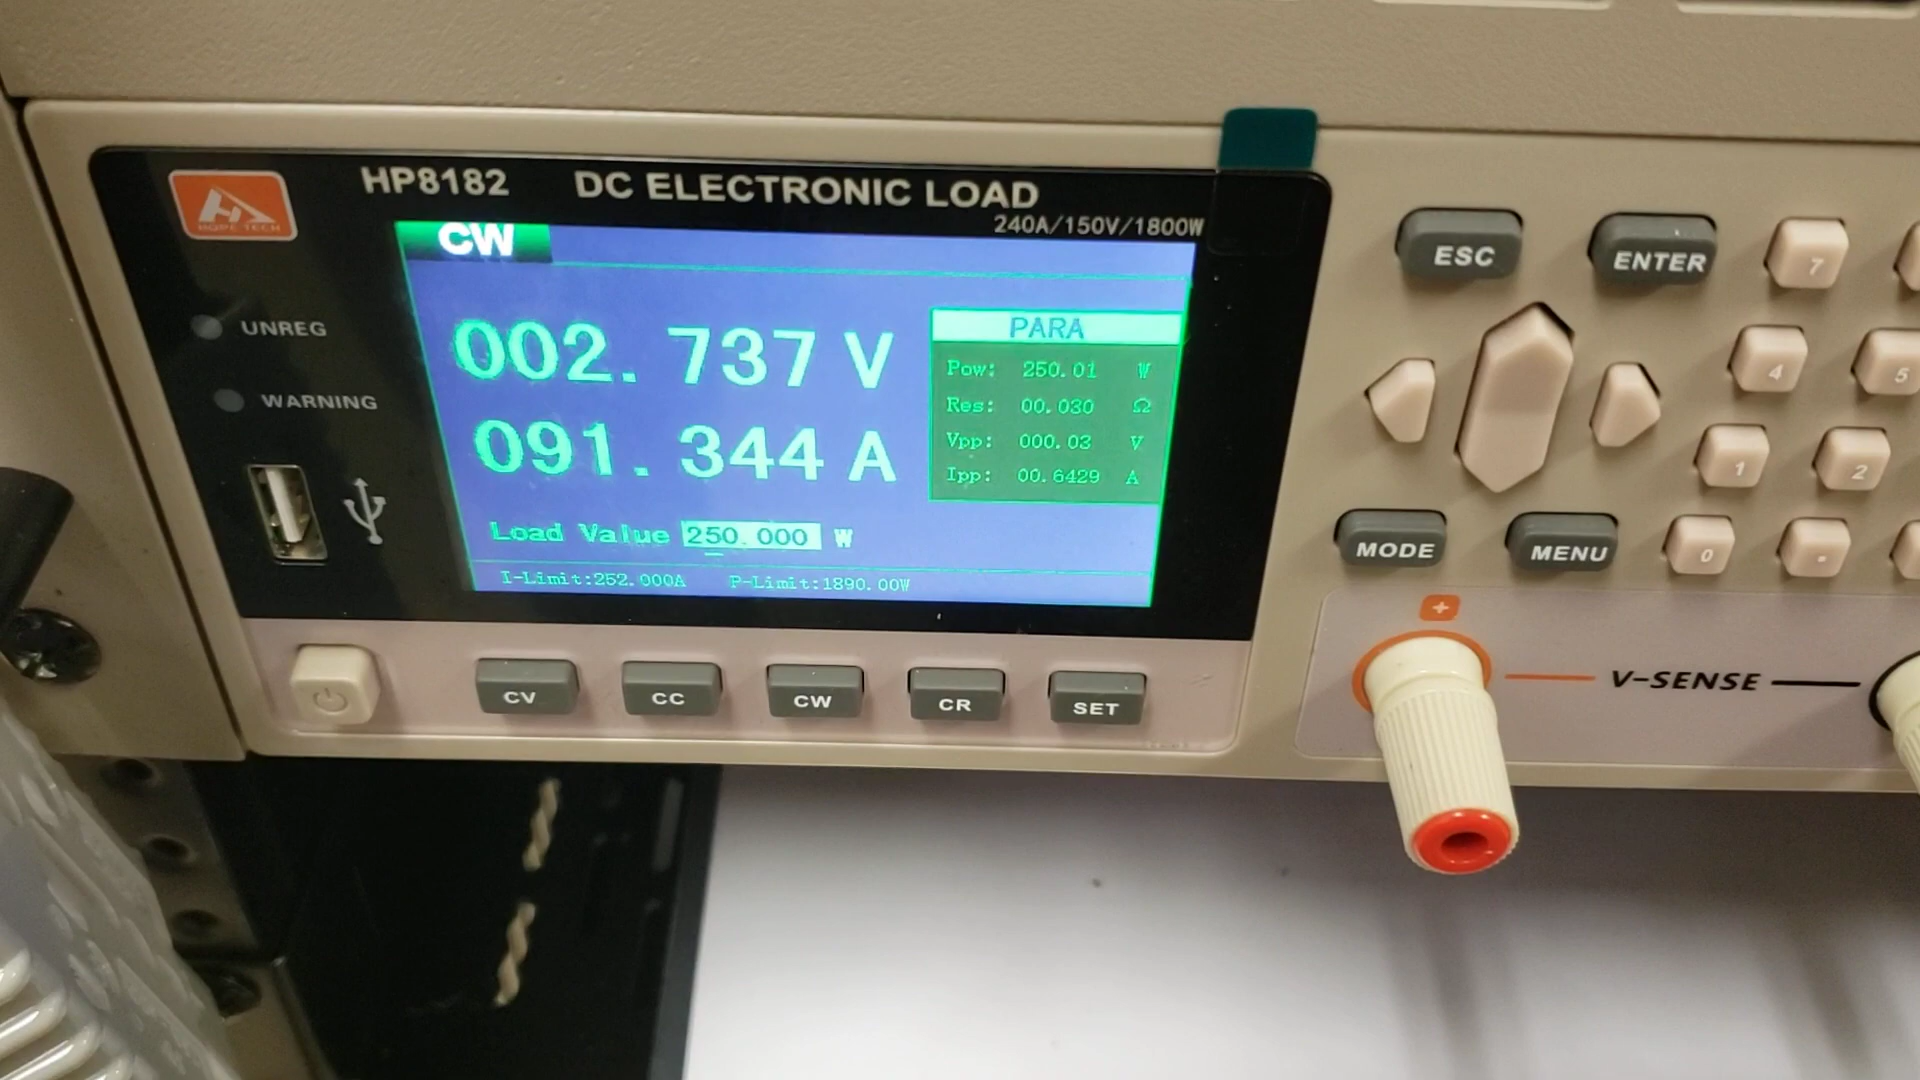 HP8182 DC ELECTRONIC LOAD
240A/150V/1800W
HOPE TECH
CW
UNREG
WARNING
002.737 V
091.344 A
PARA
Pow: 250.01 W
Res: 00.030 Ω
Vpp: 000.03 V
Ipp: 00.6429 A
Load Value 250.000 W
I-Limit:252.000A P-Limit:1890.00W
CV CC CW CR SET
ESC ENTER 7
4 5
1 2
MODE MENU 0 .
+
V-SENSE